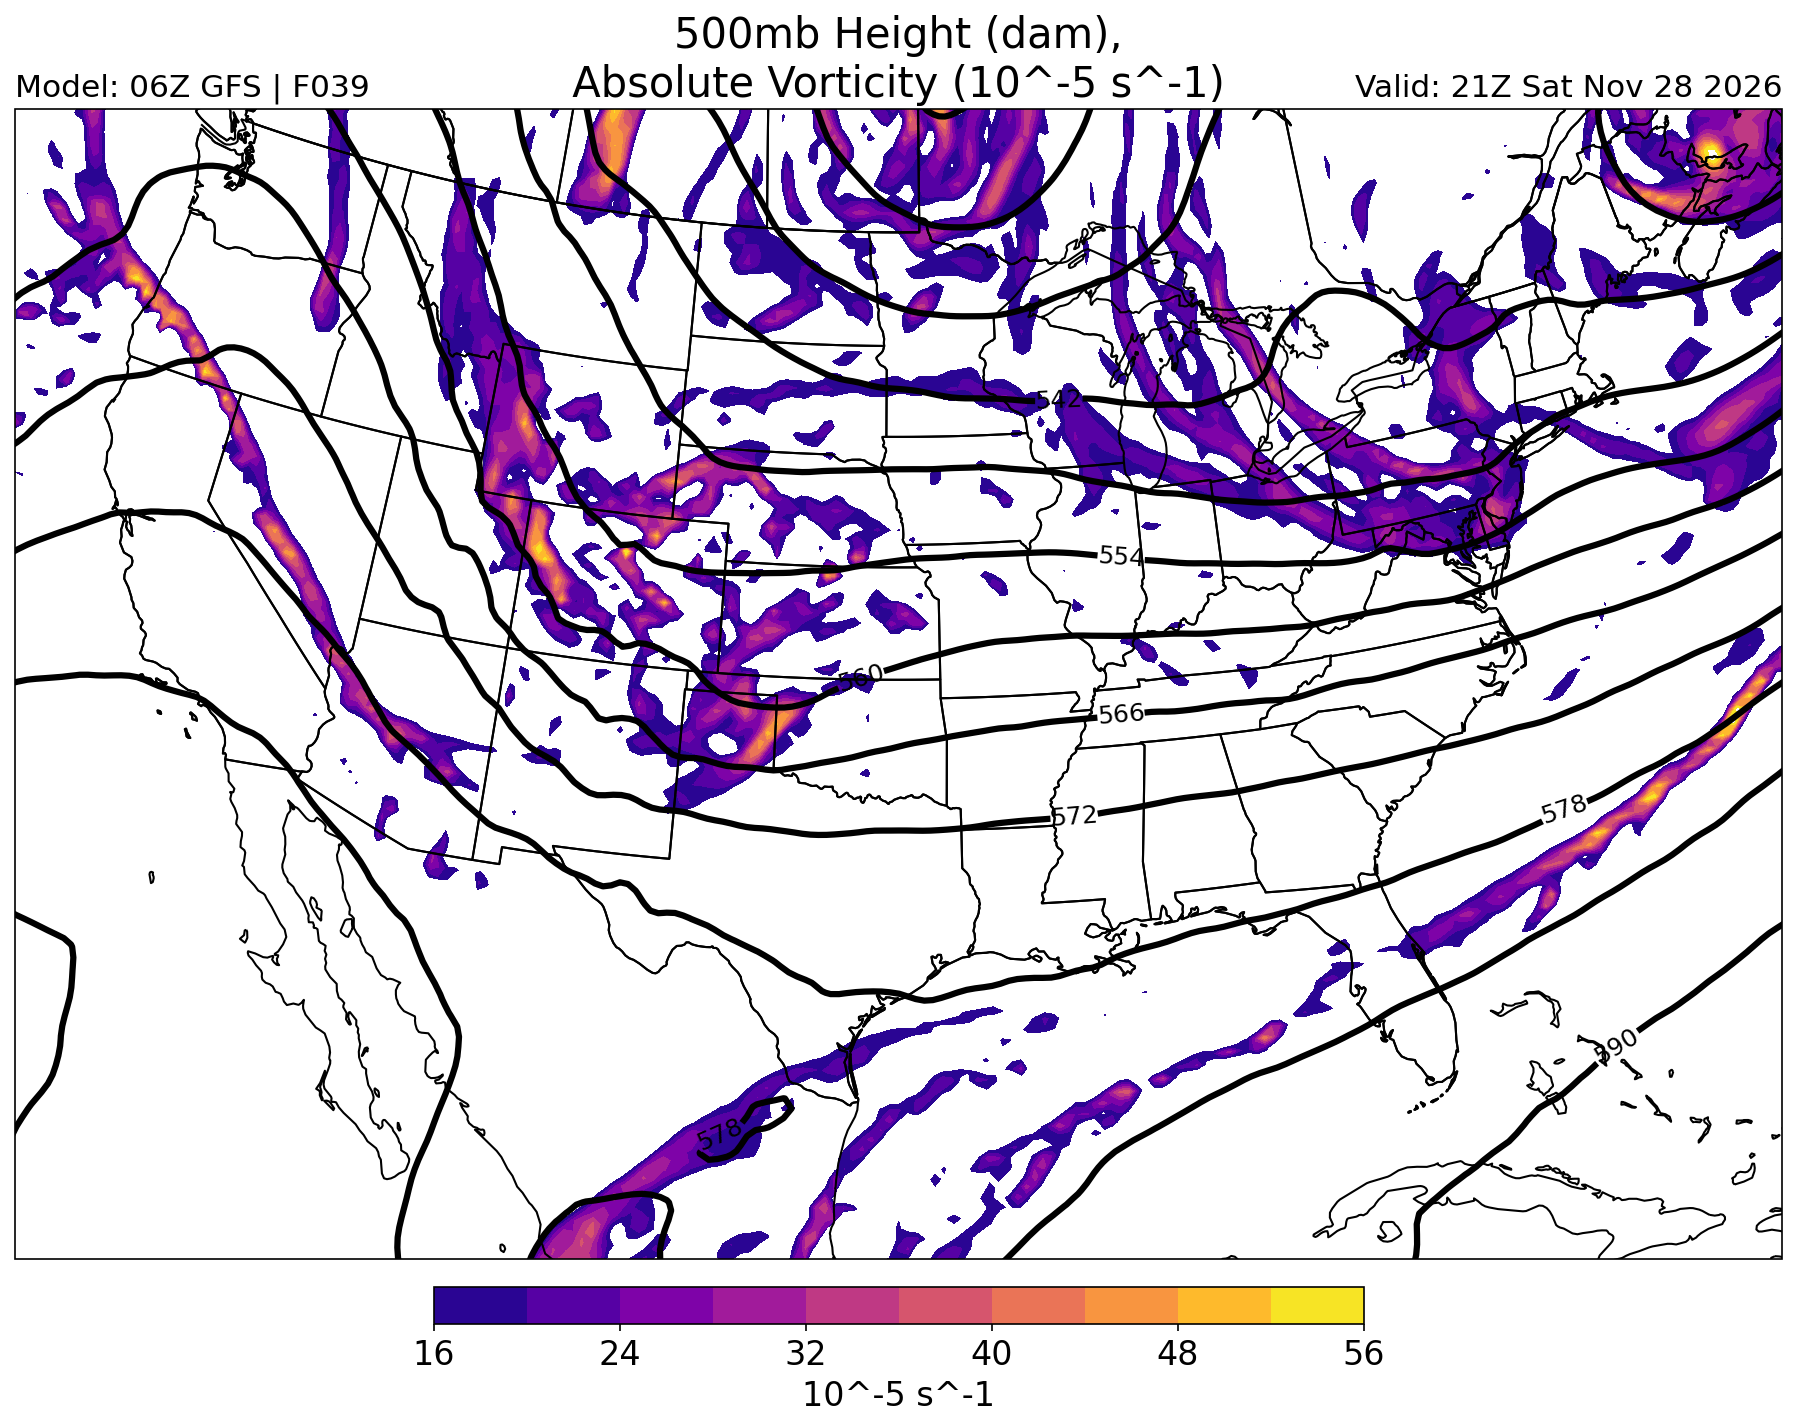 500mb Height (dam),
Absolute Vorticity (10^-5 s^-1)
Model: 06Z GFS | F039
Valid: 21Z Sat Nov 28 2026
542
554
560
566
572
578
590
578
16 24 32 40 48 56
10^-5 s^-1